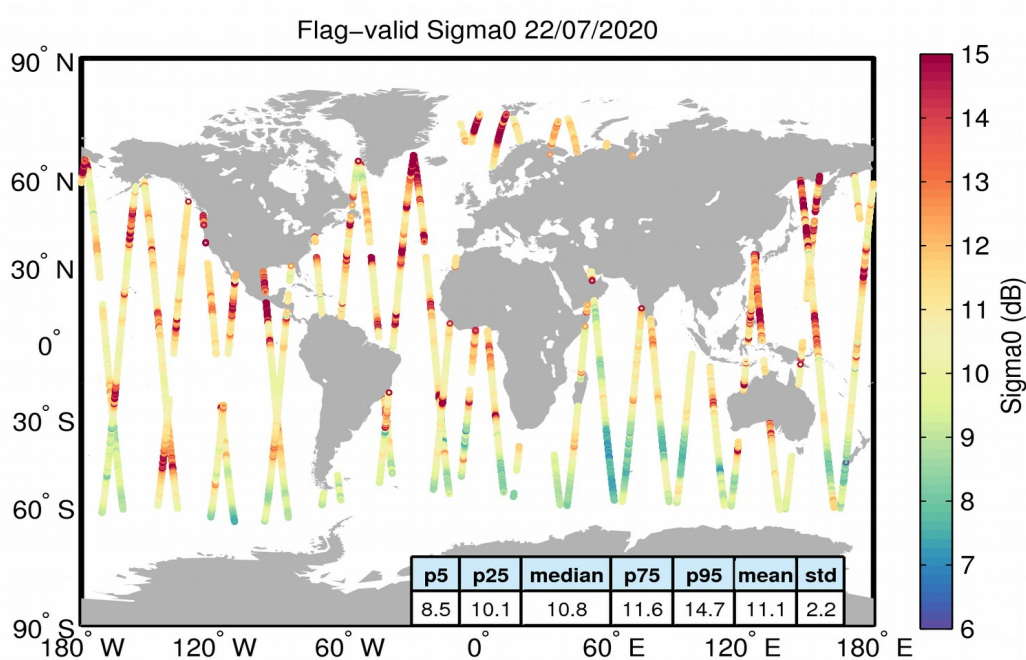 Flag−valid Sigma0 22/07/2020
90° N
60° N
30° N
0°
30° S
60° S
90° S
180° W
120° W
60° W
0°
60° E
120° E
180° E
p5 p25 median p75 p95 mean std
8.5 10.1 10.8 11.6 14.7 11.1 2.2
15
14
13
12
11
10
9
8
7
6
Sigma0 (dB)